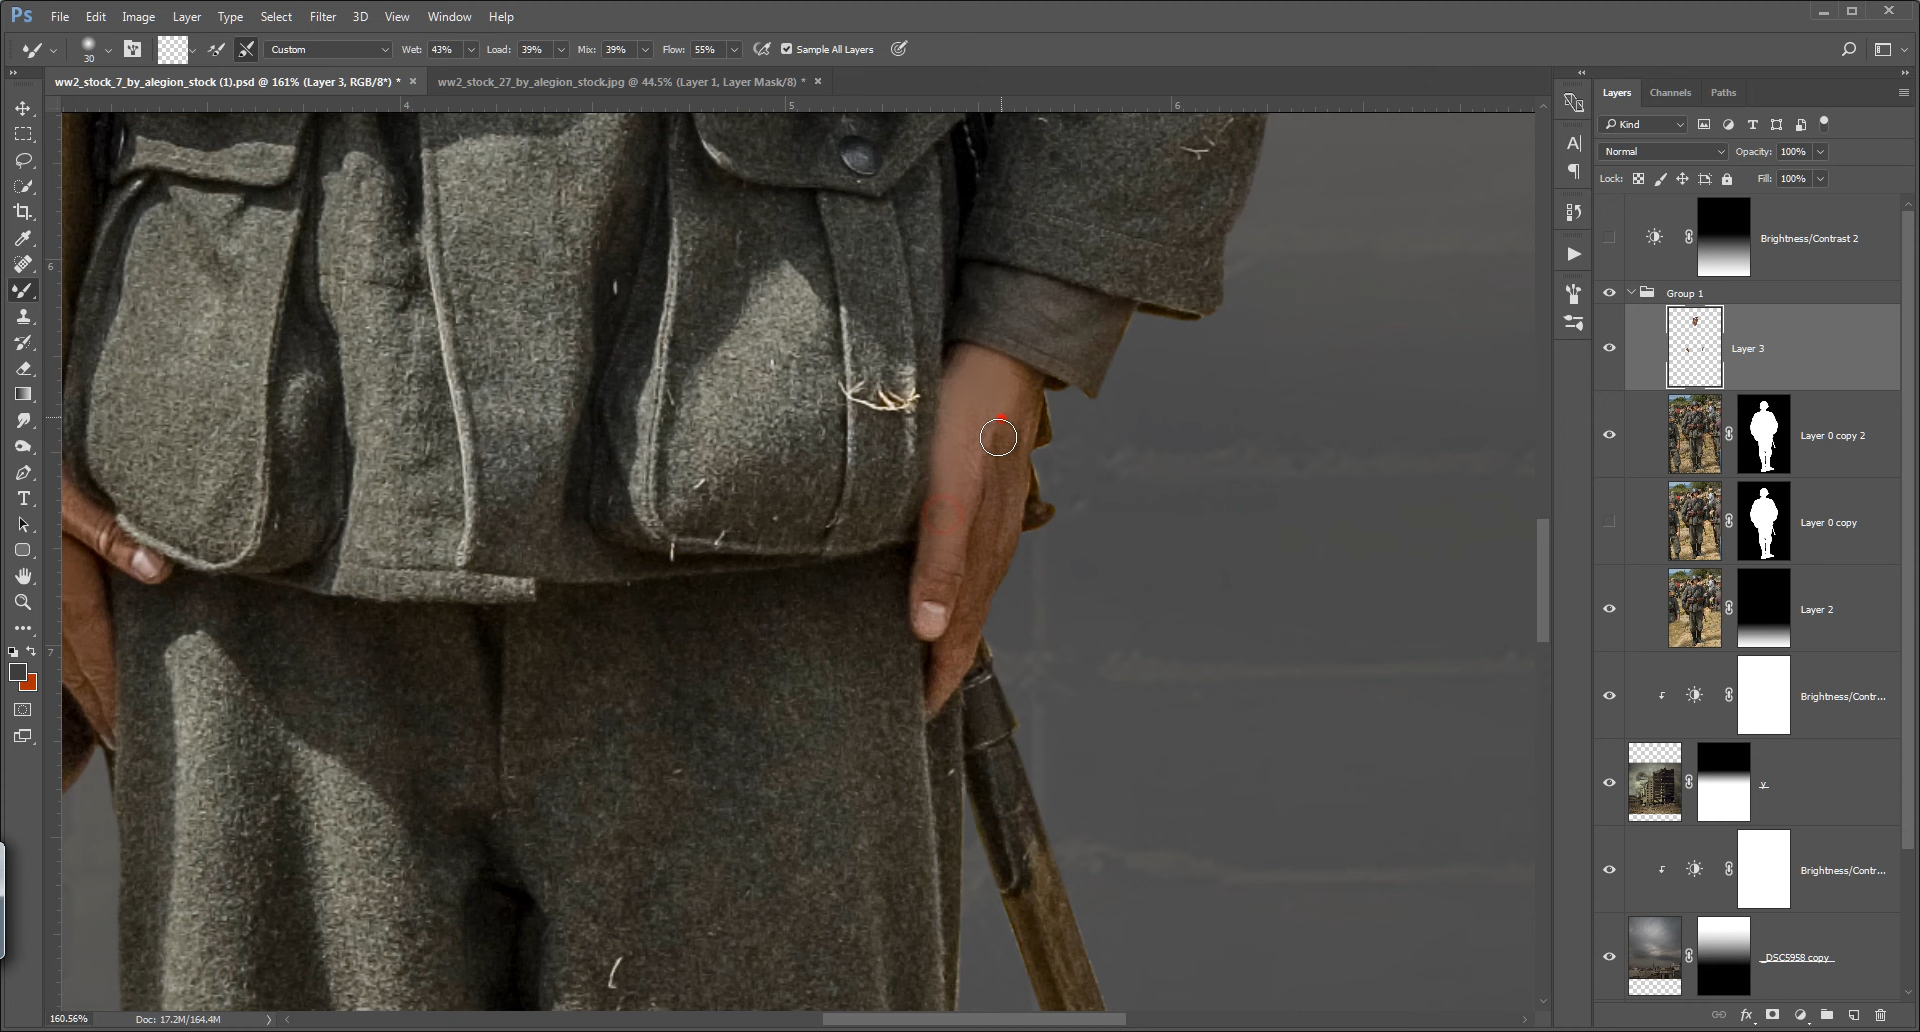 Ps File Edit Image Layer Type Select Filter 3D View Window Help
30 Custom Wet: 43% Load: 39% Mix: 39% Flow: 55% Sample All Layers
ww2_stock_7_by_alegion_stock (1).psd @ 161% (Layer 3, RGB/8*) * × ww2_stock_27_by_alegion_stock.jpg @ 44.5% (Layer 1, Layer Mask/8) * ×
4 5 6
6
7
Layers Channels Paths
Kind
Normal Opacity: 100%
Lock: Fill: 100%
Brightness/Contrast 2
Group 1
Layer 3
Layer 0 copy 2
Layer 0 copy
Layer 2
Brightness/Contr...
y
Brightness/Contr...
_DSC5958 copy
160.56% Doc: 17.2M/164.4M